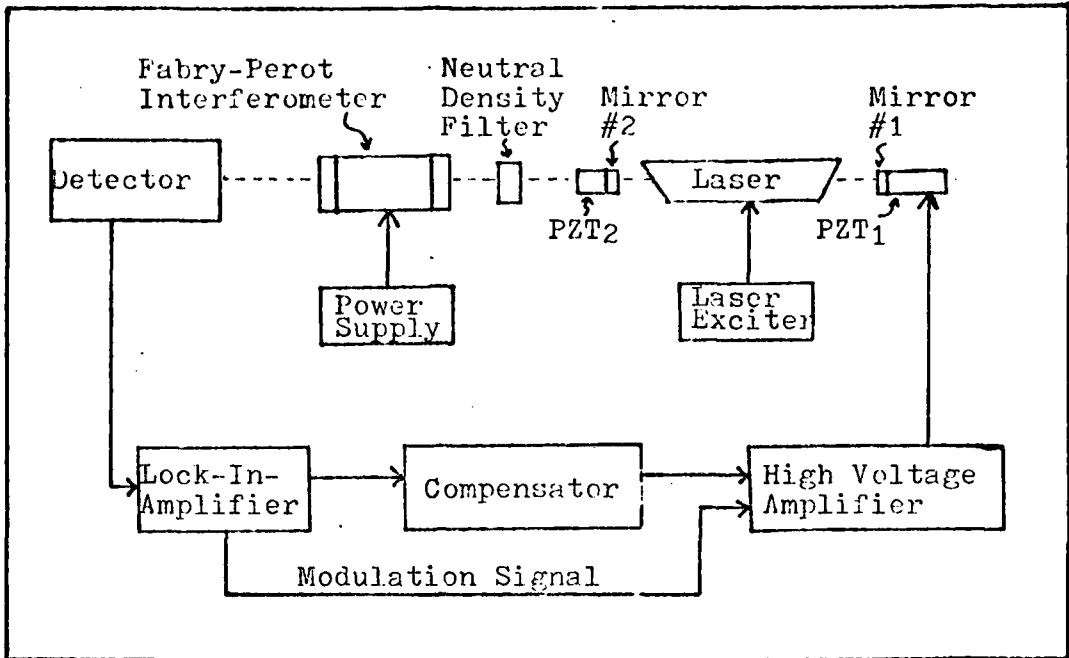 Fabry-Perot
Interferometer
Neutral
Density
Filter
Mirror
#2
Mirror
#1
Detector
Laser
PZT2
PZT1
Power
Supply
Laser
Exciter
Lock-In-
Amplifier
Compensator
High Voltage
Amplifier
Modulation Signal